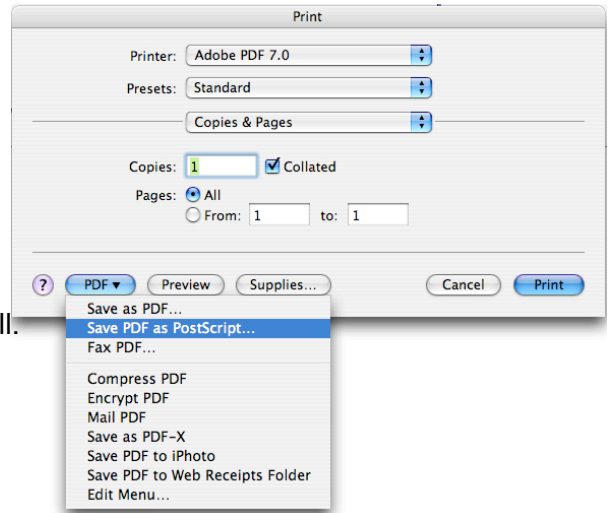 Print
Printer: Adobe PDF 7.0
Presets: Standard
Copies & Pages
Copies: 1 Collated
Pages: All
From: 1 to: 1
? PDF ▼ Preview Supplies... Cancel Print
Save as PDF...
Save PDF as PostScript...
ll.
Fax PDF...
Compress PDF
Encrypt PDF
Mail PDF
Save as PDF-X
Save PDF to iPhoto
Save PDF to Web Receipts Folder
Edit Menu...